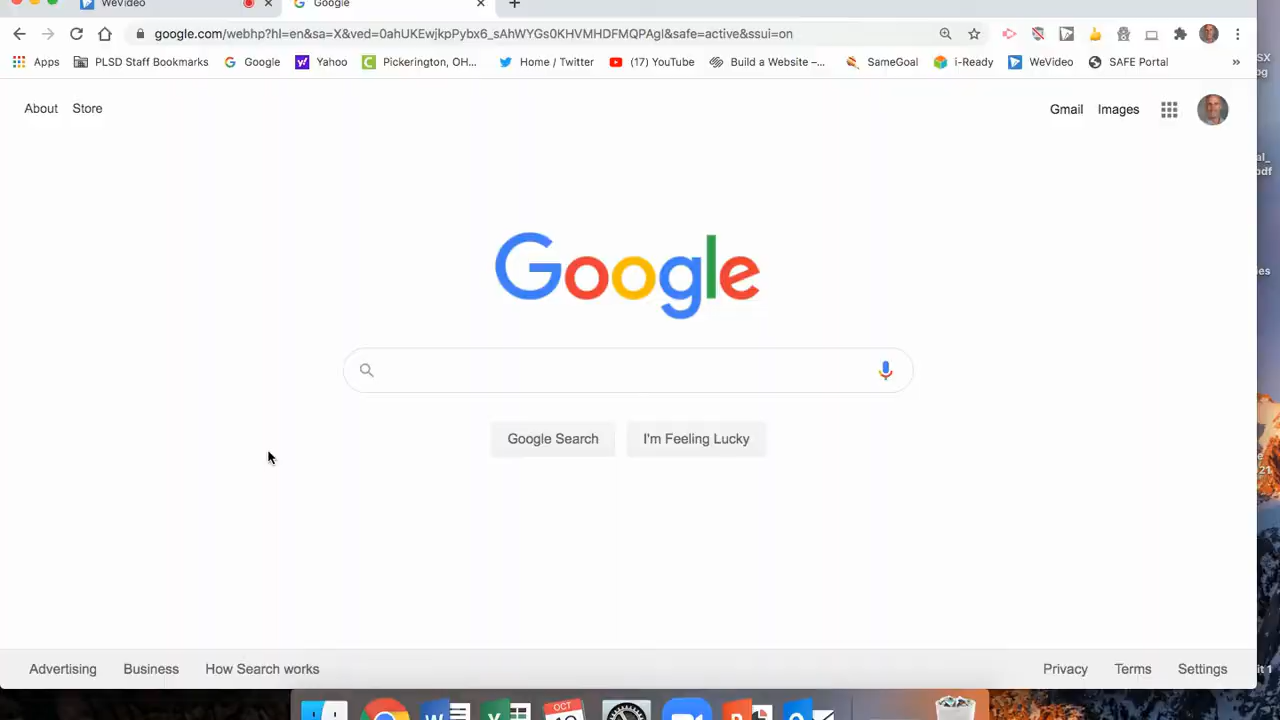 WeVideo
Google
google.com/webhp?hl=en&sa=X&ved=0ahUKEwjkpPybx6_sAhWYGs0KHVMHDFMQPAgI&safe=active&ssui=on
Apps PLSD Staff Bookmarks Google Yahoo Pickerington, OH... Home / Twitter (17) YouTube Build a Website –... SameGoal i-Ready WeVideo SAFE Portal »
About Store
Gmail Images
Google
Google Search I'm Feeling Lucky
Advertising Business How Search works
Privacy Terms Settings
OCT